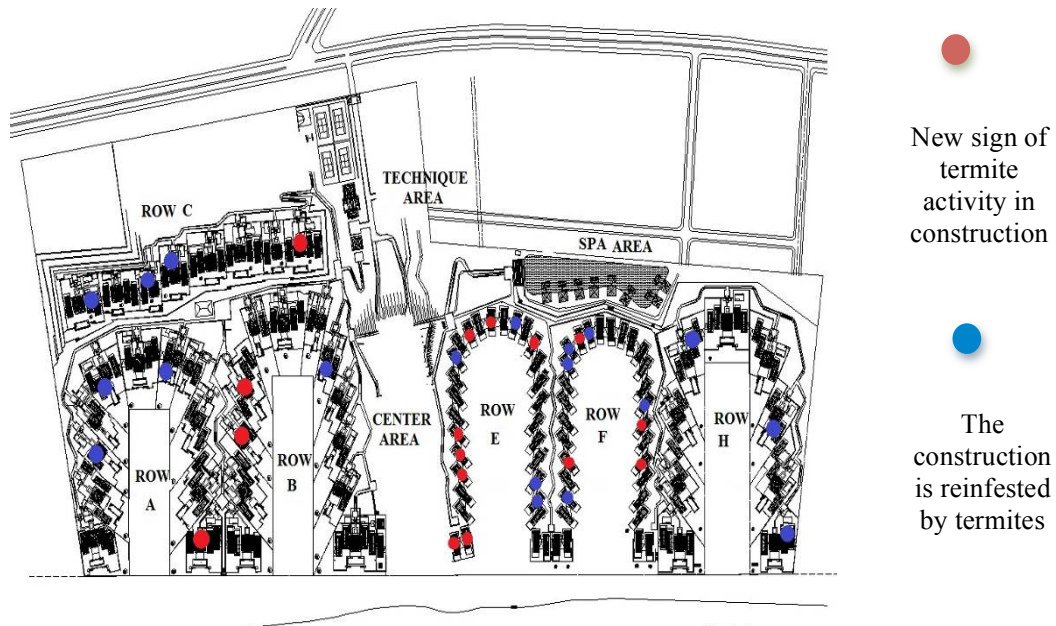 TECHNIQUE
AREA
ROW C
SPA AREA
CENTER
AREA
ROW
E
ROW
F
ROW
H
ROW
A
ROW
B
New sign of
termite
activity in
construction
The
construction
is reinfested
by termites